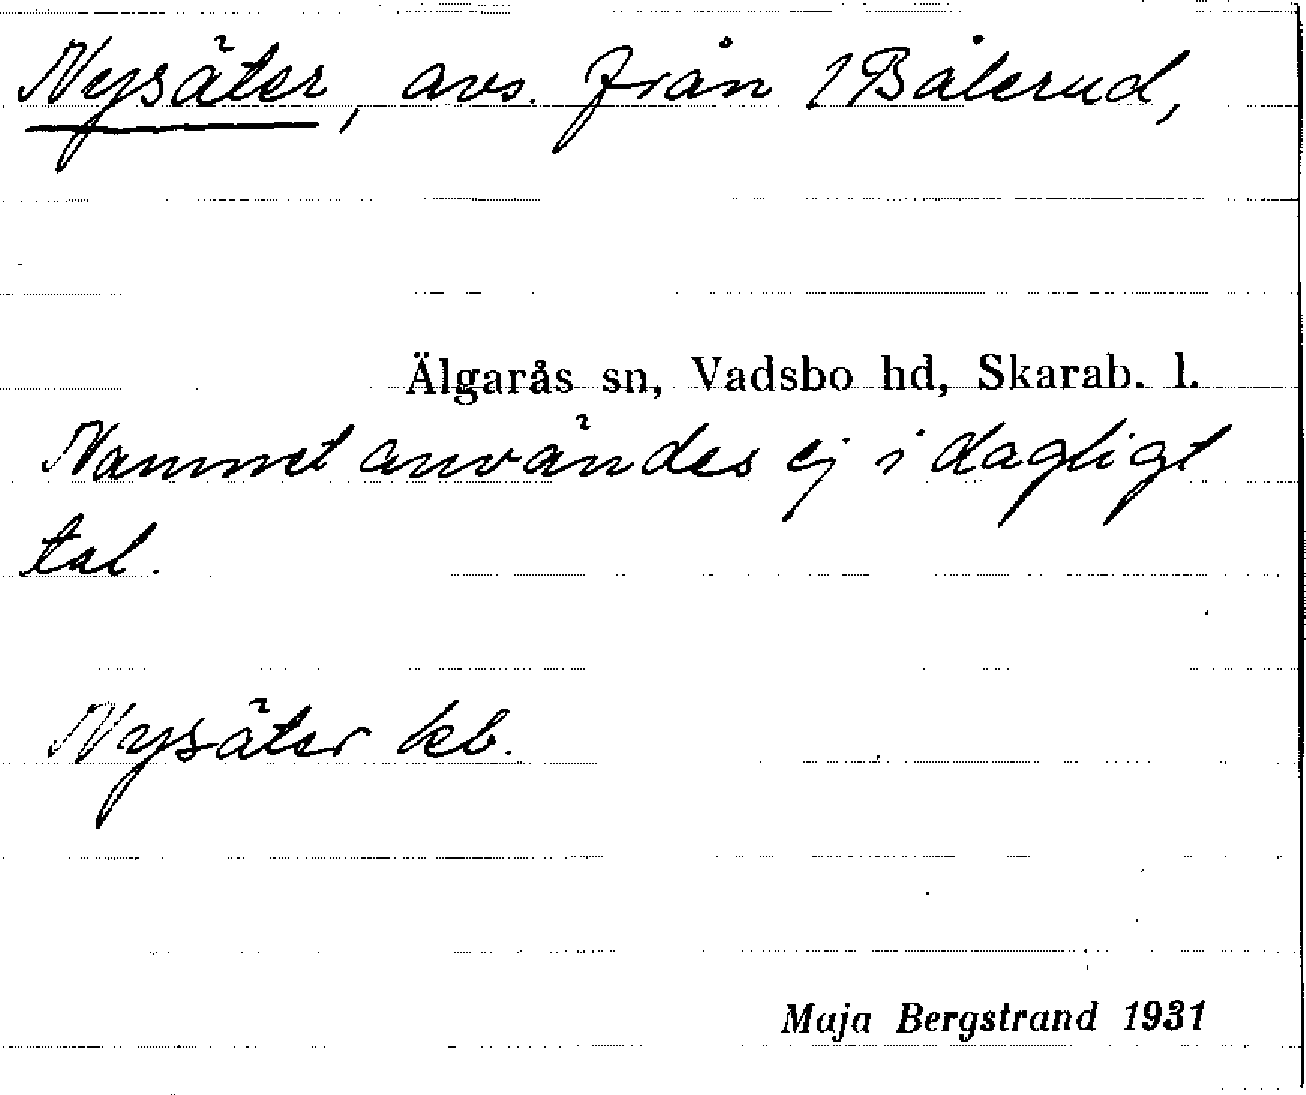 Nysäter, avs. från 1 Bålerud,
Älgarås sn, Vadsbo hd, Skarab. l.
Namnet användes ej i dagligt
tal.
Nysäter kb.
Maja Bergstrand 1931